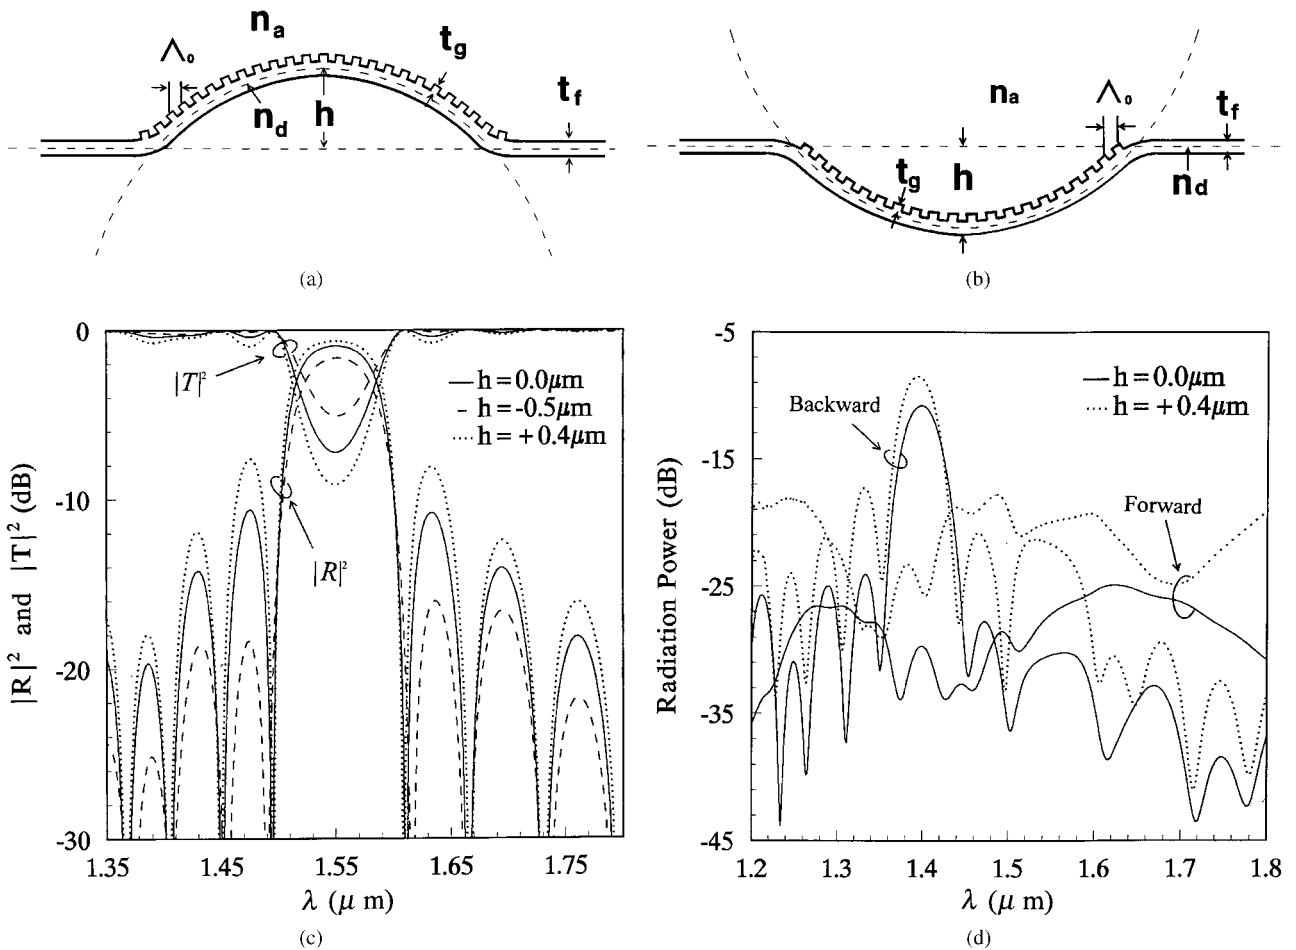 n_a
Λ₀
t_g
t_f
n_d
h
(a)
n_a
Λ₀
t_f
t_g
h
n_d
(b)
|R|² and |T|² (dB)
0
-10
-20
-30
|T|²
|R|²
h = 0.0μm
h = -0.5μm
h = +0.4μm
1.35
1.45
1.55
1.65
1.75
λ (μ m)
(c)
Radiation Power (dB)
-5
-15
-25
-35
-45
h = 0.0μm
h = +0.4μm
Backward
Forward
1.2
1.3
1.4
1.5
1.6
1.7
1.8
λ (μ m)
(d)